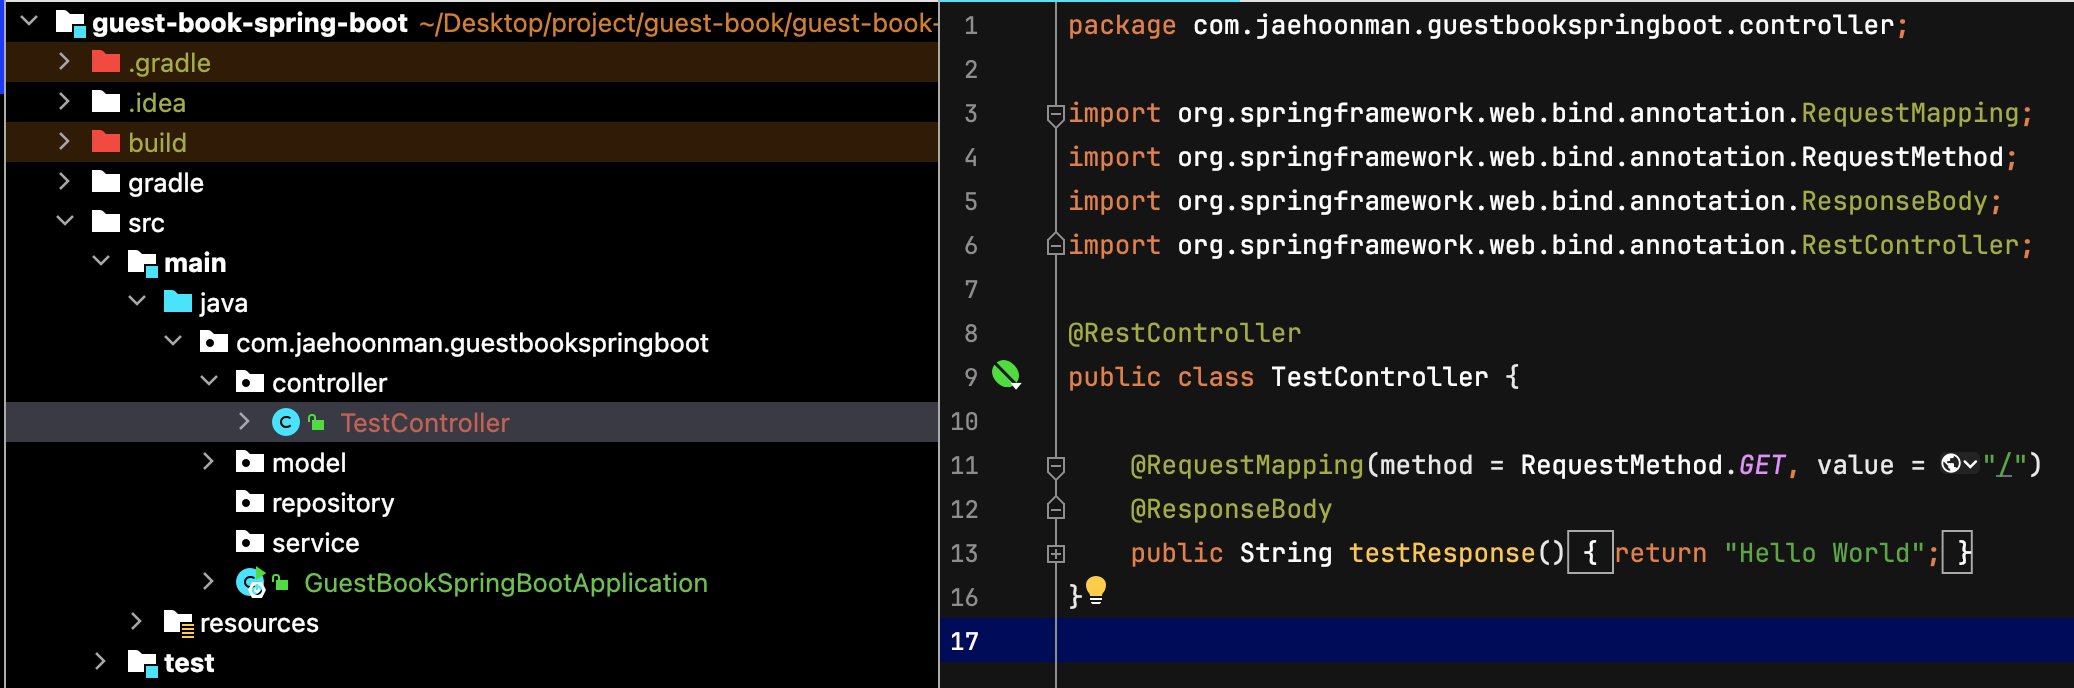 guest-book-spring-boot ~/Desktop/project/guest-book/guest-book-
.gradle
.idea
build
gradle
src
main
java
com.jaehoonman.guestbookspringboot
controller
TestController
model
repository
service
GuestBookSpringBootApplication
resources
test
1 package com.jaehoonman.guestbookspringboot.controller;
2
3 import org.springframework.web.bind.annotation.RequestMapping;
4 import org.springframework.web.bind.annotation.RequestMethod;
5 import org.springframework.web.bind.annotation.ResponseBody;
6 import org.springframework.web.bind.annotation.RestController;
7
8 @RestController
9 public class TestController {
10
11 @RequestMapping(method = RequestMethod.GET, value = "/")
12 @ResponseBody
13 public String testResponse() { return "Hello World"; }
16 }
17